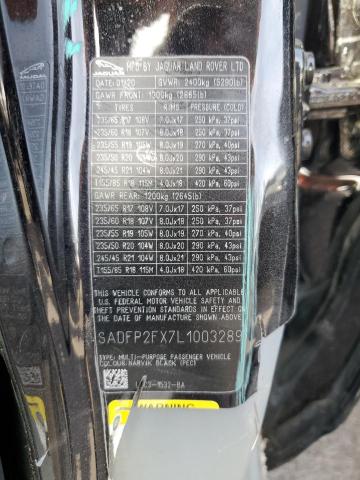 JAGUAR
MFD BY JAGUAR LAND ROVER LTD
DATE: 01/20 GVWR: 2400kg (5290lb)
GAWR FRONT: 1300kg (2865lb)
TYRES RIMS PRESSURE (COLD)
235/65 R17 108V 7.0Jx17 250 kPa, 37psi
235/60 R18 107V 8.0Jx18 250 kPa, 37psi
235/55 R19 105W 8.0Jx19 270 kPa, 40psi
235/50 R20 104W 8.0Jx20 290 kPa, 43psi
245/45 R21 104W 8.0Jx21 290 kPa, 43psi
T155/85 R18 115M 4.0Jx18 420 kPa, 60psi
GAWR REAR: 1200kg (2645lb)
235/65 R17 108V 7.0Jx17 250 kPa, 37psi
235/60 R18 107V 8.0Jx18 250 kPa, 37psi
235/55 R19 105W 8.0Jx19 270 kPa, 40psi
235/50 R20 104W 8.0Jx20 290 kPa, 43psi
245/45 R21 104W 8.0Jx21 290 kPa, 43psi
T155/85 R18 115M 4.0Jx18 420 kPa, 60psi
THIS VEHICLE CONFORMS TO ALL
APPLICABLE U.S. FEDERAL MOTOR VEHICLE
SAFETY AND THEFT PREVENTION
STANDARDS IN EFFECT ON THE DATE OF
MANUFACTURE SHOWN ABOVE
SADFP2FX7L1003289
TYPE: MULTI-PURPOSE PASSENGER VEHICLE
COLOUR: NARVIK BLACK (PEC)